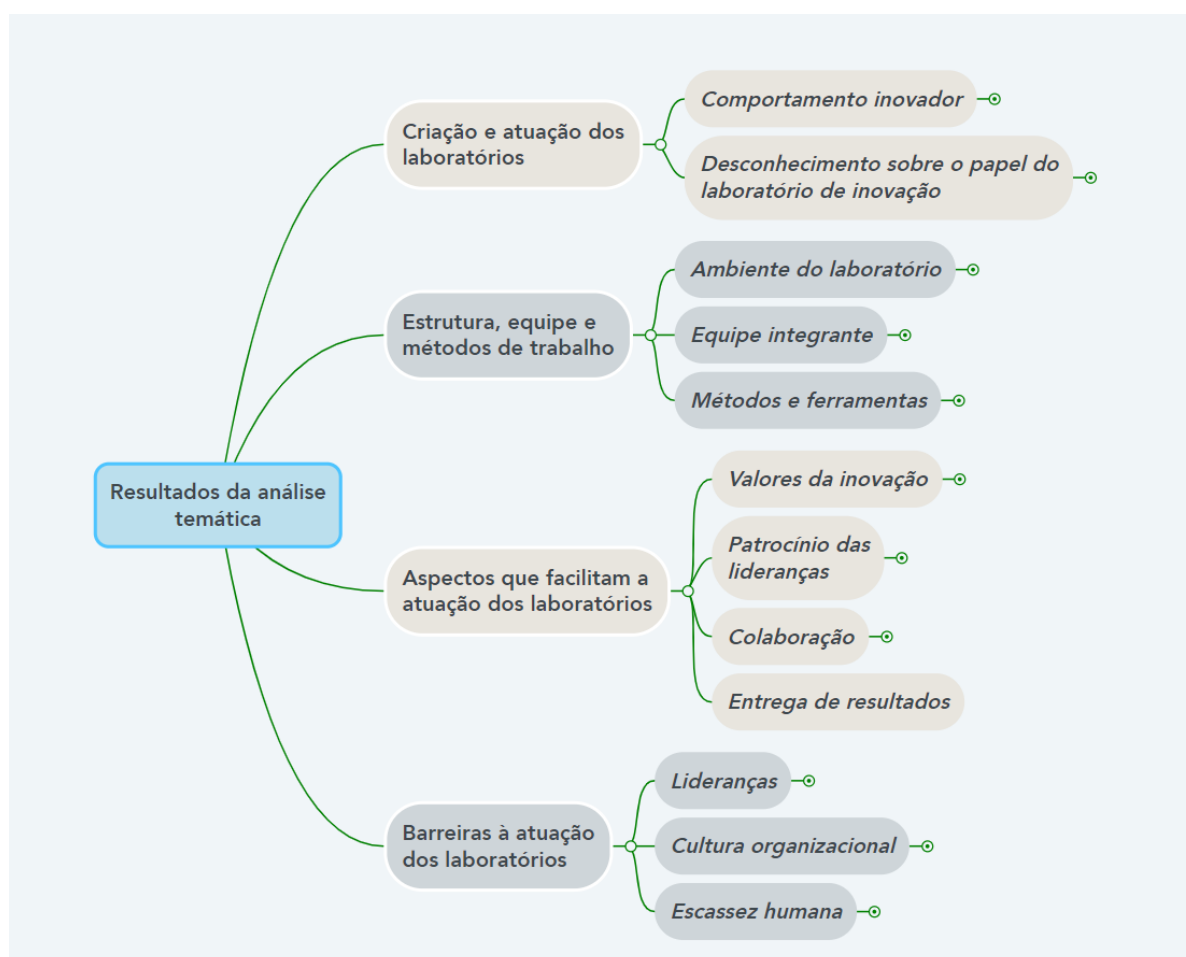 Criação e atuação dos
laboratórios
Comportamento inovador
Desconhecimento sobre o papel do
laboratório de inovação
Estrutura, equipe e
métodos de trabalho
Ambiente do laboratório
Equipe integrante
Métodos e ferramentas
Resultados da análise
temática
Aspectos que facilitam a
atuação dos laboratórios
Valores da inovação
Patrocínio das
lideranças
Colaboração
Entrega de resultados
Barreiras à atuação
dos laboratórios
Lideranças
Cultura organizacional
Escassez humana